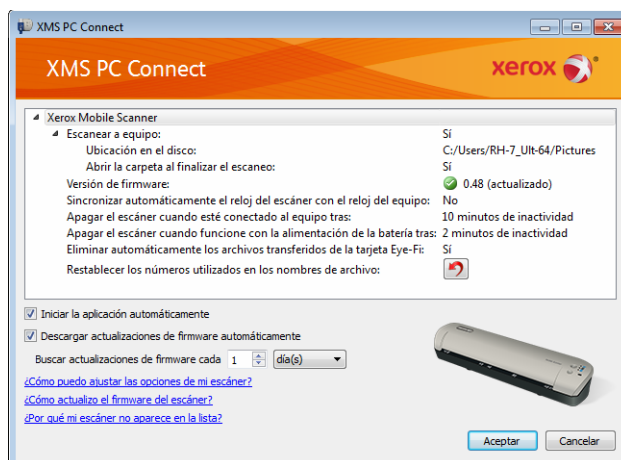 XMS PC Connect
XMS PC Connect
xerox
Xerox Mobile Scanner
Escanear a equipo: Sí
Ubicación en el disco: C:/Users/RH-7_Ult-64/Pictures
Abrir la carpeta al finalizar el escaneo: Sí
Versión de firmware: 0.48 (actualizado)
Sincronizar automáticamente el reloj del escáner con el reloj del equipo: No
Apagar el escáner cuando esté conectado al equipo tras: 10 minutos de inactividad
Apagar el escáner cuando funcione con la alimentación de la batería tras: 2 minutos de inactividad
Eliminar automáticamente los archivos transferidos de la tarjeta Eye-Fi: Sí
Restablecer los números utilizados en los nombres de archivo:
Iniciar la aplicación automáticamente
Descargar actualizaciones de firmware automáticamente
Buscar actualizaciones de firmware cada 1 día(s)
¿Cómo puedo ajustar las opciones de mi escáner?
¿Cómo actualizo el firmware del escáner?
¿Por qué mi escáner no aparece en la lista?
Aceptar Cancelar